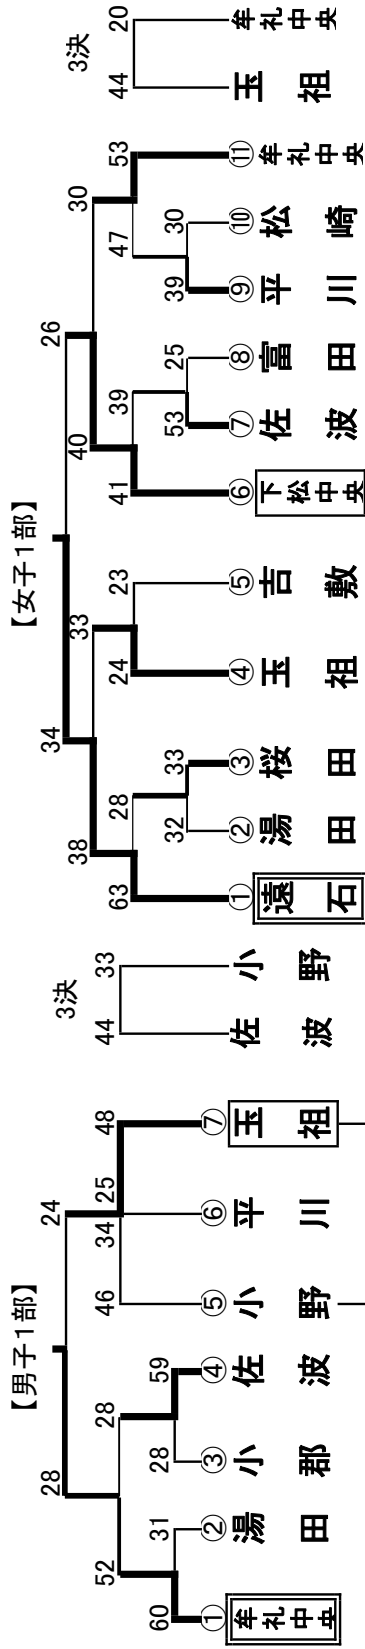 【男子1部】
28
24
52
28
34
25
60
31
28
59
46
48
①牟礼中央
②湯田
③小郡
④佐波
⑤小野
⑥平川
⑦玉祖
3決
44
33
佐波
小野
【女子1部】
34
26
38
33
40
30
63
28
24
23
41
39
47
53
32
33
53
25
39
30
①遠石
②湯田
③桜田
④玉祖
⑤吉敷
⑥下松中央
⑦佐波
⑧富田
⑨平川
⑩松崎
⑪牟礼中央
3決
44
20
玉祖
牟礼中央